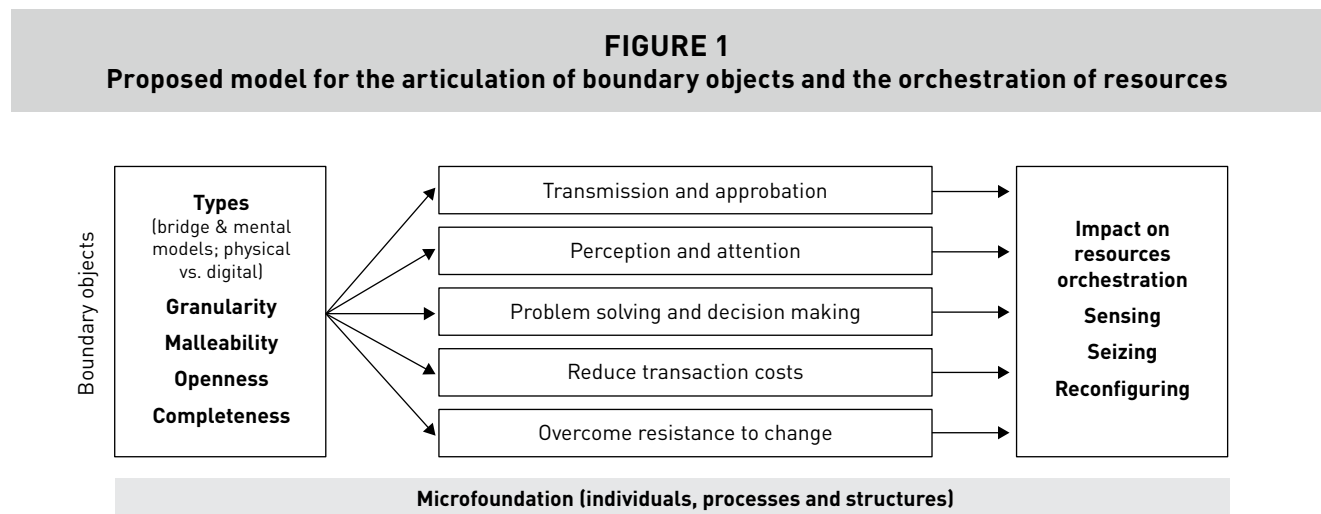 FIGURE 1
Proposed model for the articulation of boundary objects and the orchestration of resources
Boundary objects
Types
(bridge & mental
models; physical
vs. digital)
Granularity
Malleability
Openness
Completeness
Transmission and approbation
Perception and attention
Problem solving and decision making
Reduce transaction costs
Overcome resistance to change
Impact on
resources
orchestration
Sensing
Seizing
Reconfiguring
Microfoundation (individuals, processes and structures)